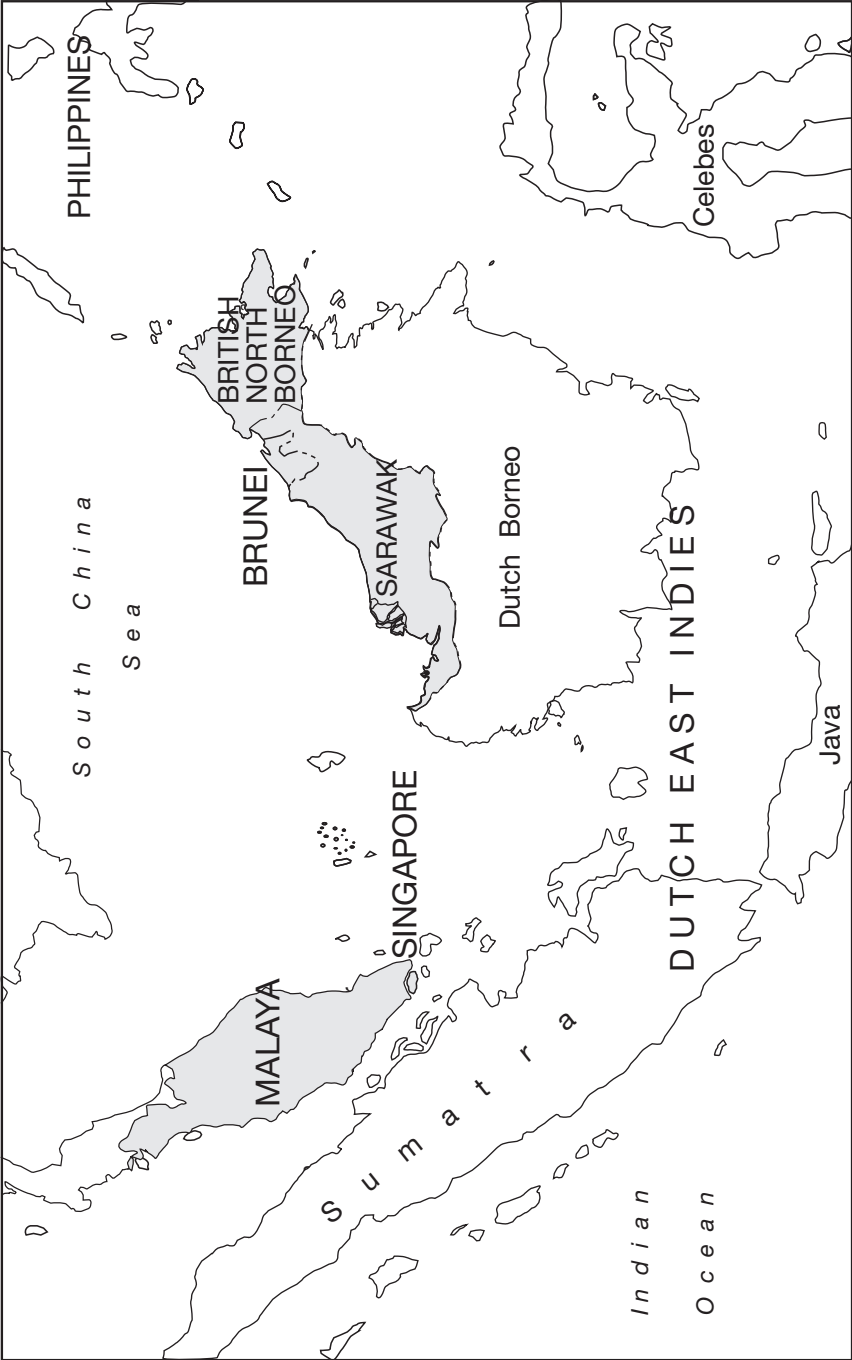 PHILIPPINES
South China
Sea
BRITISH
NORTH
BORNEO
BRUNEI
SARAWAK
Dutch Borneo
Celebes
MALAYA
SINGAPORE
Sumatra
DUTCH EAST INDIES
Java
Indian
Ocean